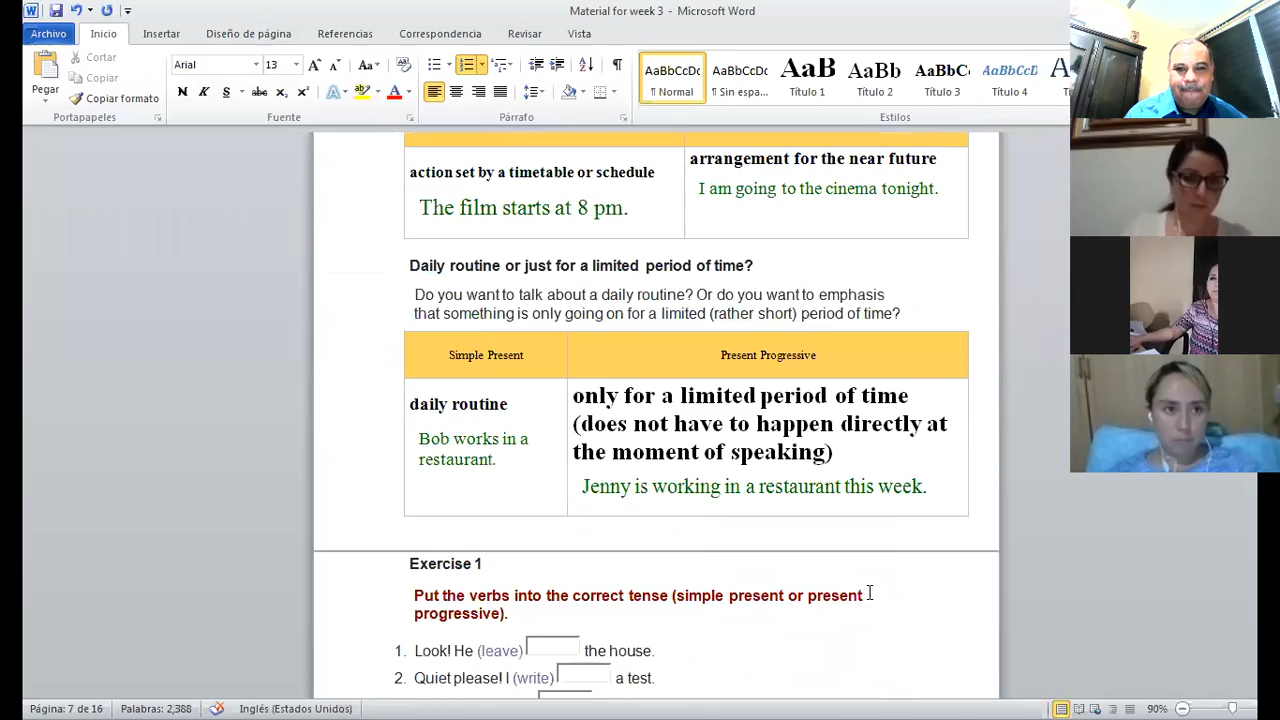 Material for week 3 - Microsoft Word
Archivo Inicio Insertar Diseño de página Referencias Correspondencia Revisar Vista
Pegar
Cortar
Copiar
Copiar formato
Portapapeles
Arial 13
Aa
N K S abc x₂ x² A ab A
Fuente
Párrafo
AaBbCcDc AaBbCcDc AaB AaBb AaBbC AaBbCcD
¶ Normal ¶ Sin espa... Título 1 Título 2 Título 3 Título 4
Estilos
action set by a timetable or schedule
The film starts at 8 pm.
arrangement for the near future
I am going to the cinema tonight.
Daily routine or just for a limited period of time?
Do you want to talk about a daily routine? Or do you want to emphasis
that something is only going on for a limited (rather short) period of time?
Simple Present
Present Progressive
daily routine
Bob works in a
restaurant.
only for a limited period of time
(does not have to happen directly at
the moment of speaking)
Jenny is working in a restaurant this week.
Exercise 1
Put the verbs into the correct tense (simple present or present
progressive).
1. Look! He (leave) the house.
2. Quiet please! I (write) a test.
Página: 7 de 16 Palabras: 2,388 Inglés (Estados Unidos) 90%